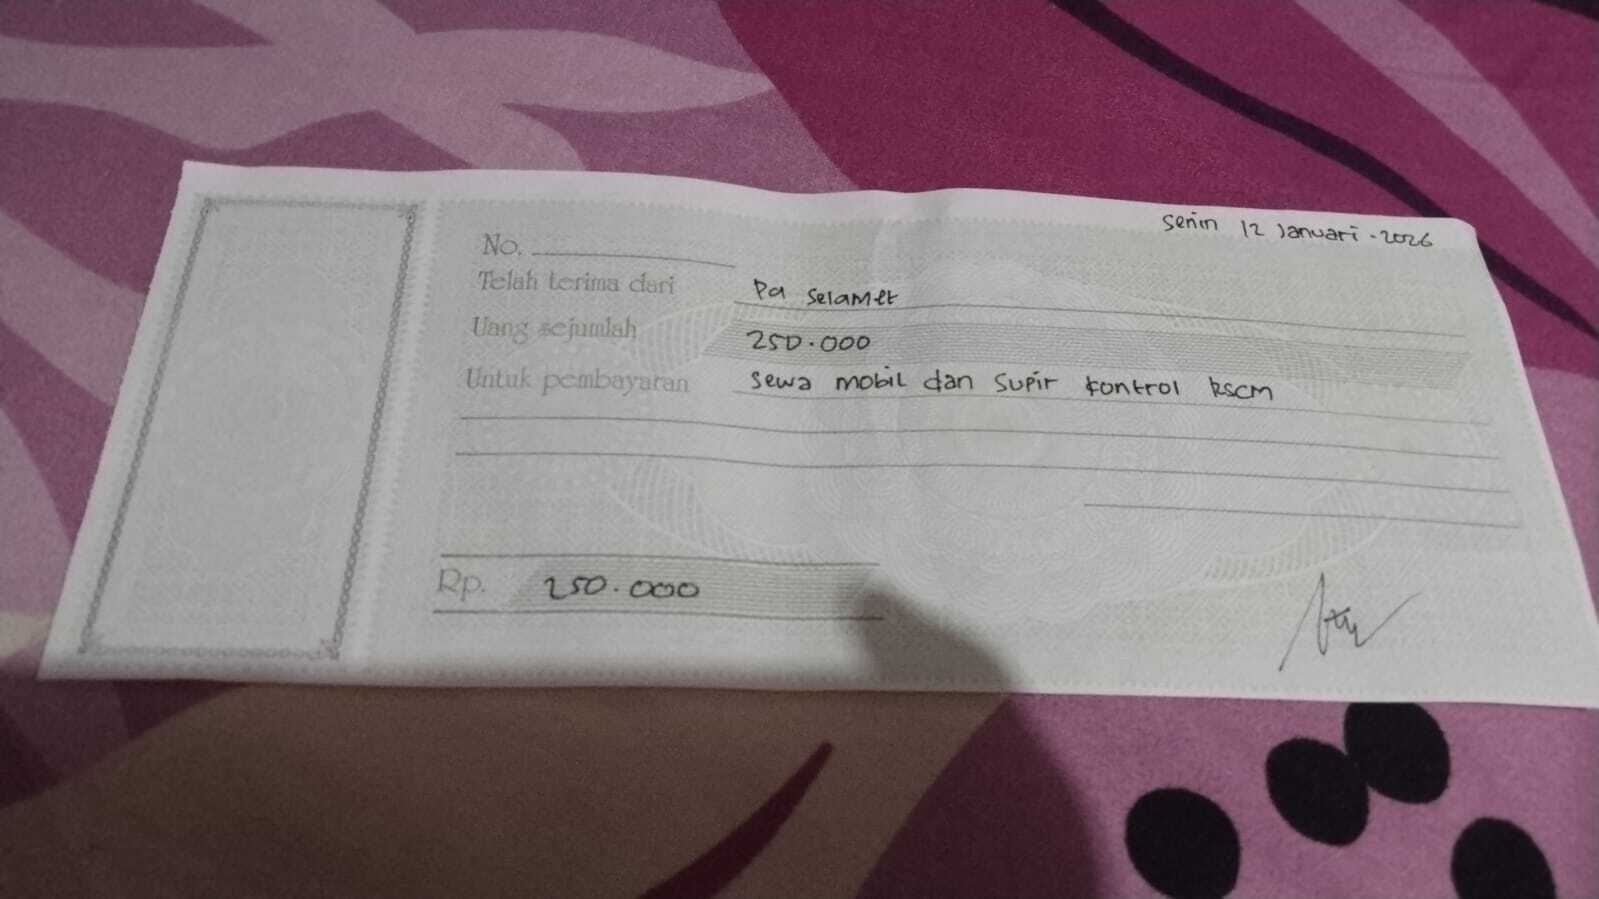 Senin 12 Januari - 2026
No.
Telah terima dari Pa Selamet
Uang sejumlah 250.000
Untuk pembayaran Sewa mobil dan Supir kontrol RSCM
Rp. 250.000